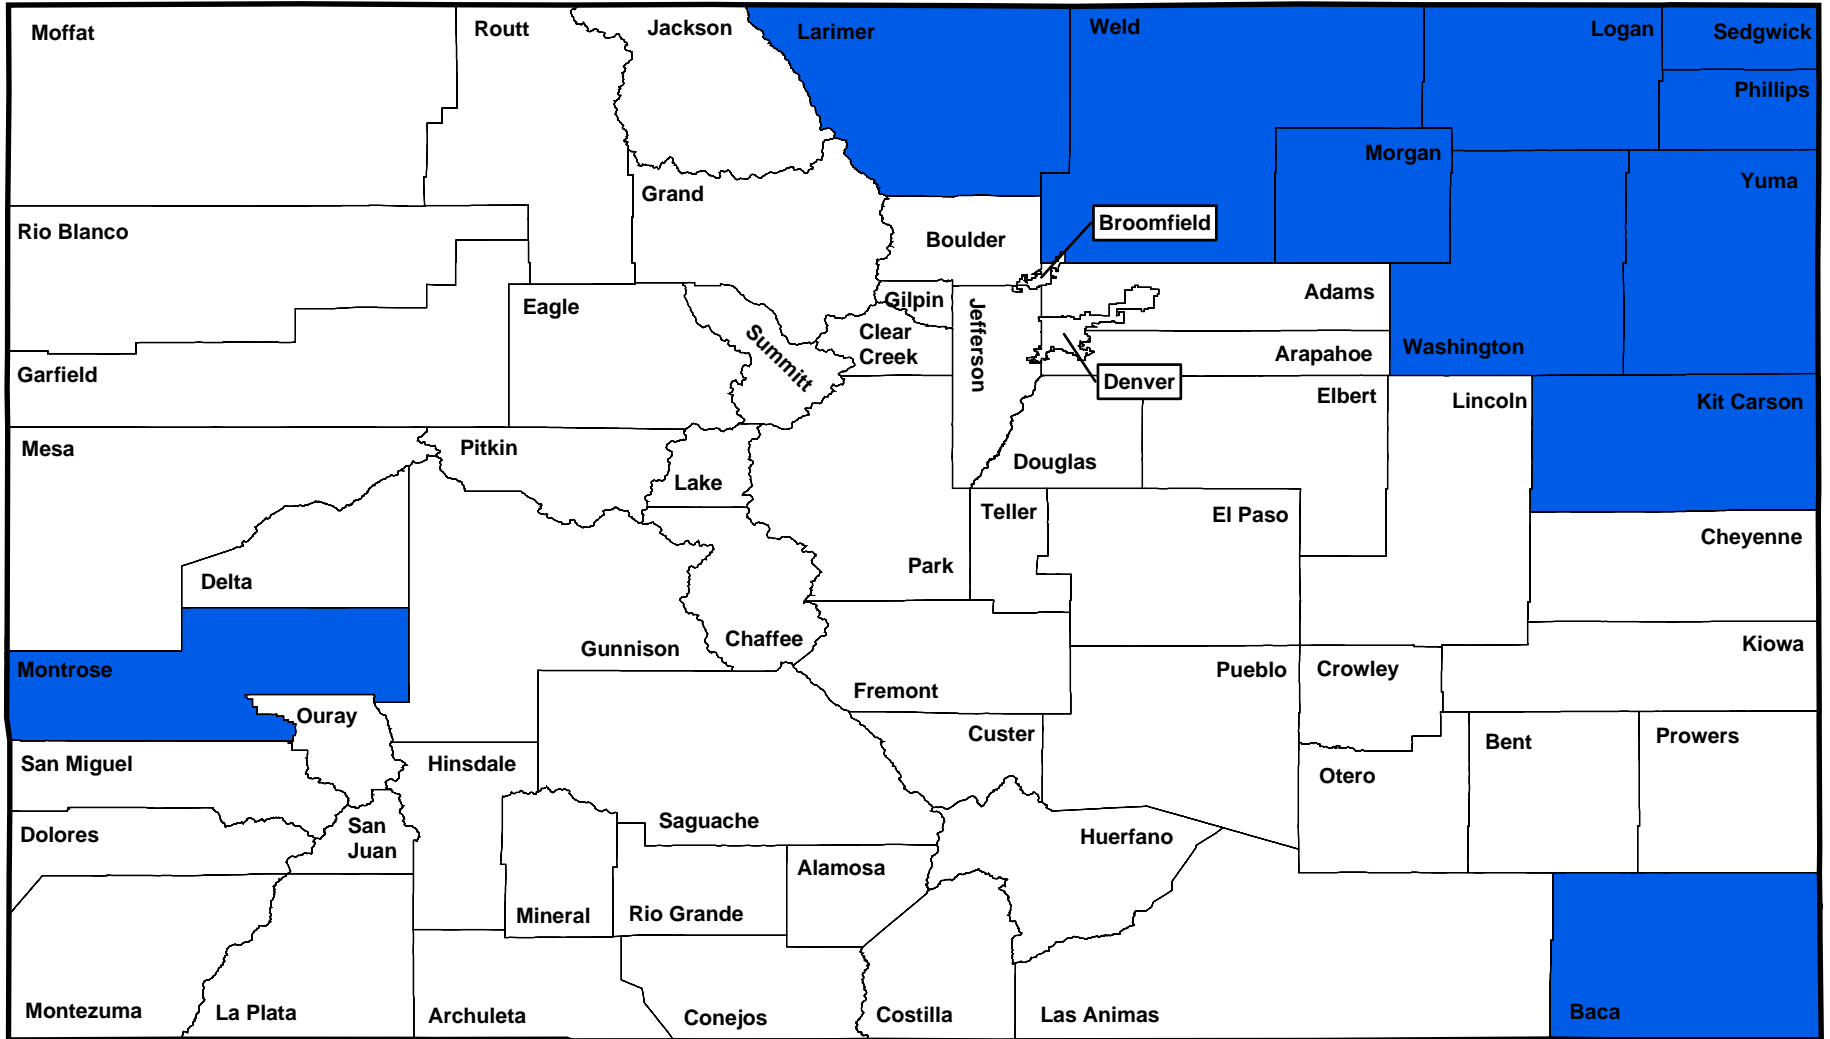 Moffat
Routt
Jackson
Larimer
Weld
Logan
Sedgwick
Phillips
Morgan
Yuma
Grand
Rio Blanco
Boulder
Broomfield
Eagle
Gilpin
Jefferson
Adams
Summitt
Clear
Creek
Arapahoe
Washington
Garfield
Denver
Elbert
Lincoln
Kit Carson
Mesa
Pitkin
Lake
Douglas
Teller
El Paso
Cheyenne
Park
Delta
Gunnison
Chaffee
Kiowa
Montrose
Fremont
Pueblo
Crowley
Ouray
Custer
Bent
Prowers
San Miguel
Hinsdale
Otero
Dolores
San
Juan
Saguache
Huerfano
Alamosa
Mineral
Rio Grande
Montezuma
La Plata
Archuleta
Conejos
Costilla
Las Animas
Baca